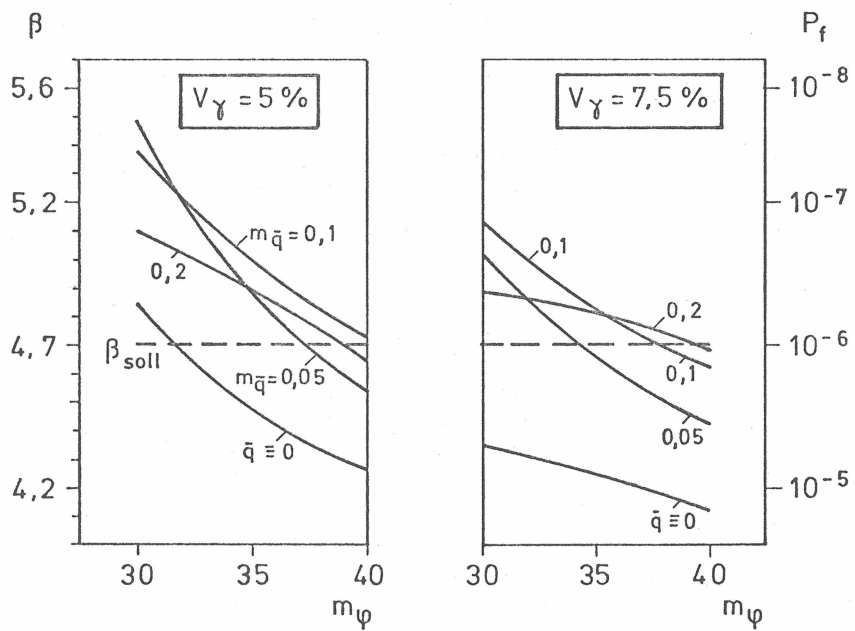 β
P_f
V_γ = 5 %
V_γ = 7,5 %
5,6
5,2
4,7
4,2
10⁻⁸
10⁻⁷
10⁻⁶
10⁻⁵
m_q̄ = 0,1
0,2
β_soll
m_q̄ = 0,05
q̄ ≡ 0
0,1
0,2
0,1
0,05
q̄ ≡ 0
30
35
40
m_φ
30
35
40
m_φ